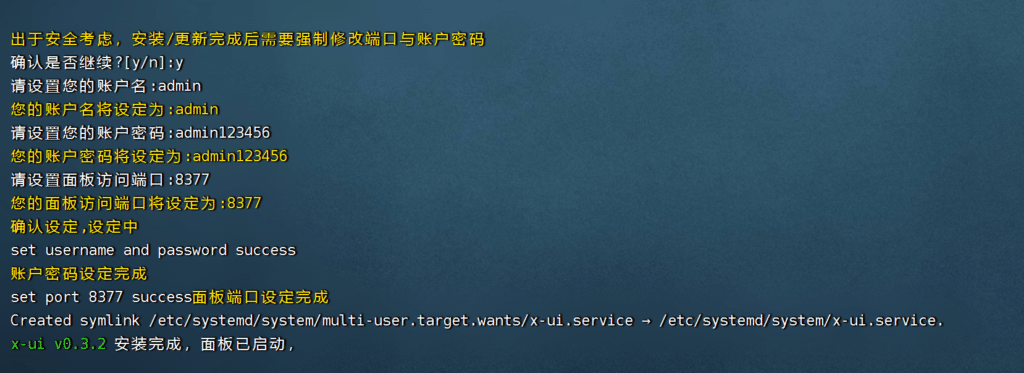 出于安全考虑，安装/更新完成后需要强制修改端口与账户密码
确认是否继续?[y/n]:y
请设置您的账户名:admin
您的账户名将设定为:admin
请设置您的账户密码:admin123456
您的账户密码将设定为:admin123456
请设置面板访问端口:8377
您的面板访问端口将设定为:8377
确认设定,设定中
set username and password success
账户密码设定完成
set port 8377 success面板端口设定完成
Created symlink /etc/systemd/system/multi-user.target.wants/x-ui.service → /etc/systemd/system/x-ui.service.
x-ui v0.3.2 安装完成，面板已启动，